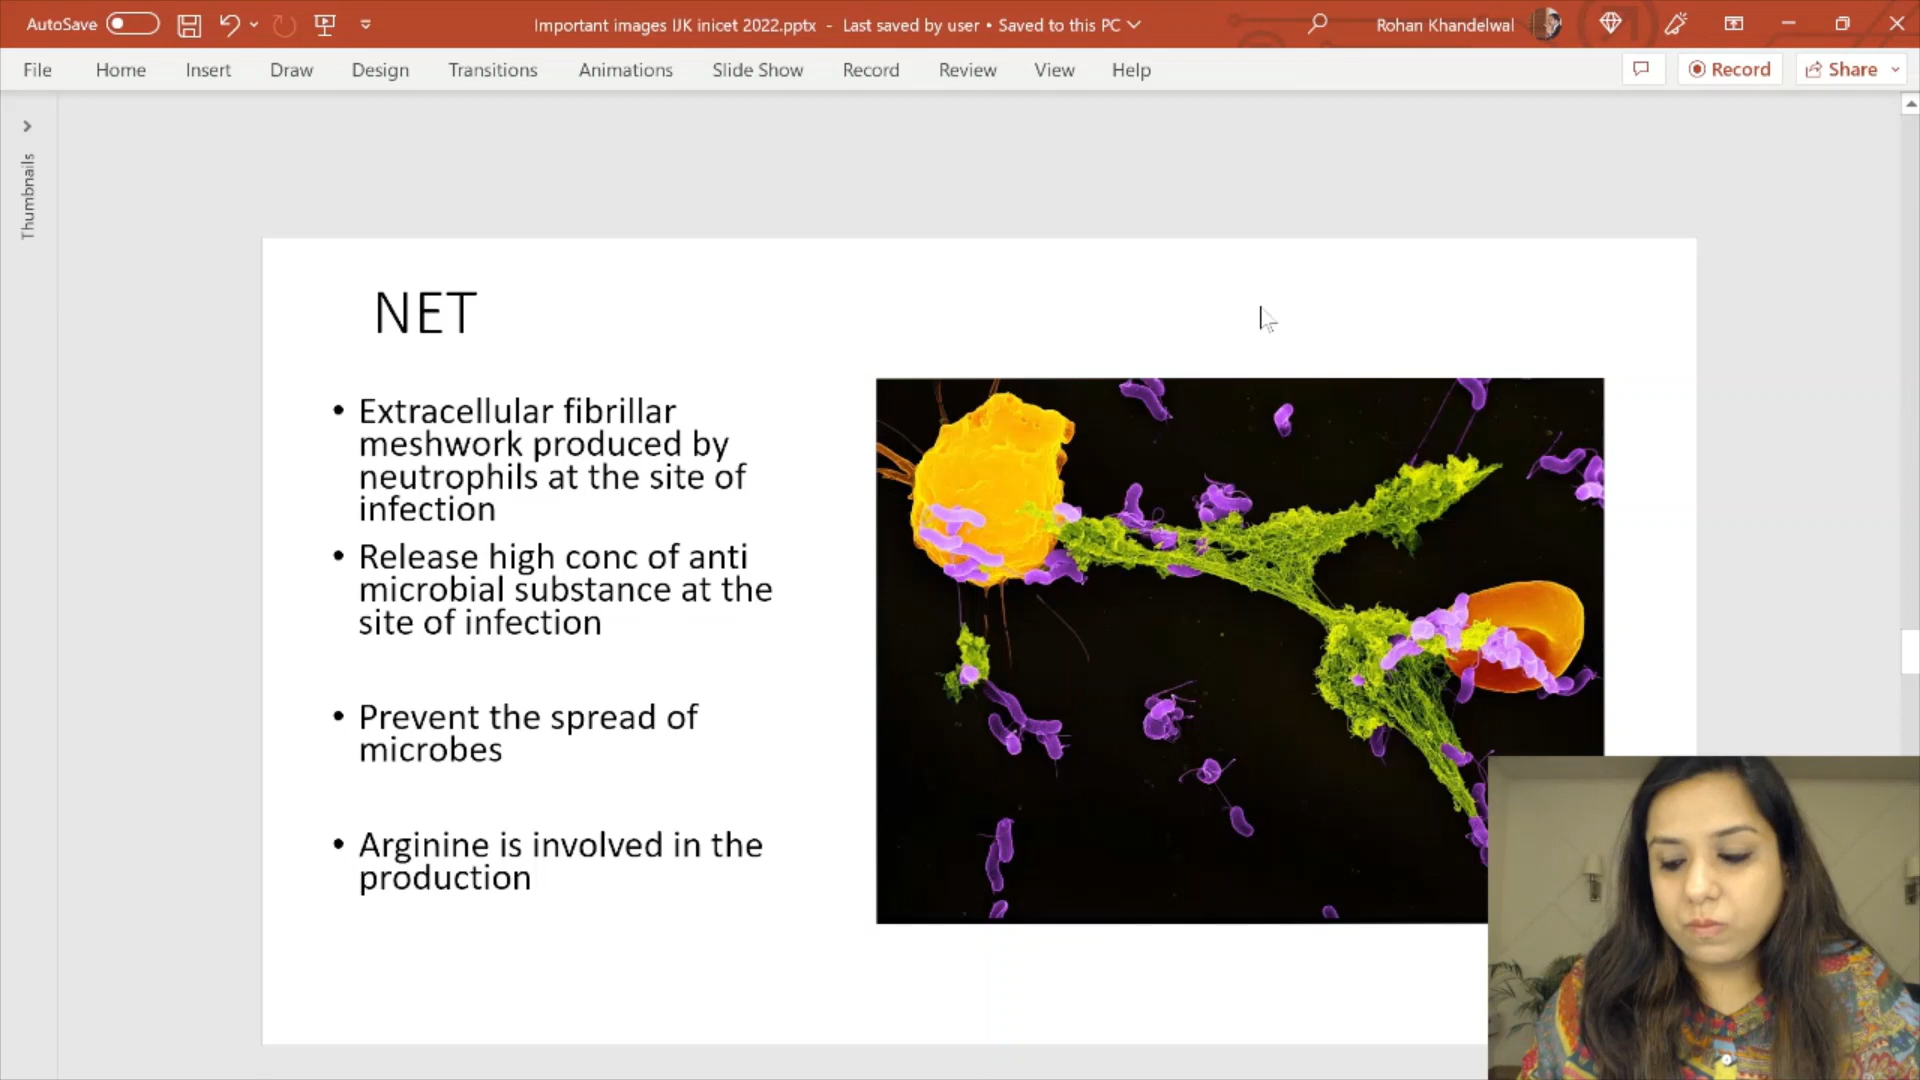 AutoSave
Important images IJK inicet 2022.pptx - Last saved by user • Saved to this PC
Rohan Khandelwal
File Home Insert Draw Design Transitions Animations Slide Show Record Review View Help
Record Share
Thumbnails
NET
• Extracellular fibrillar
meshwork produced by
neutrophils at the site of
infection
• Release high conc of anti
microbial substance at the
site of infection
• Prevent the spread of
microbes
• Arginine is involved in the
production